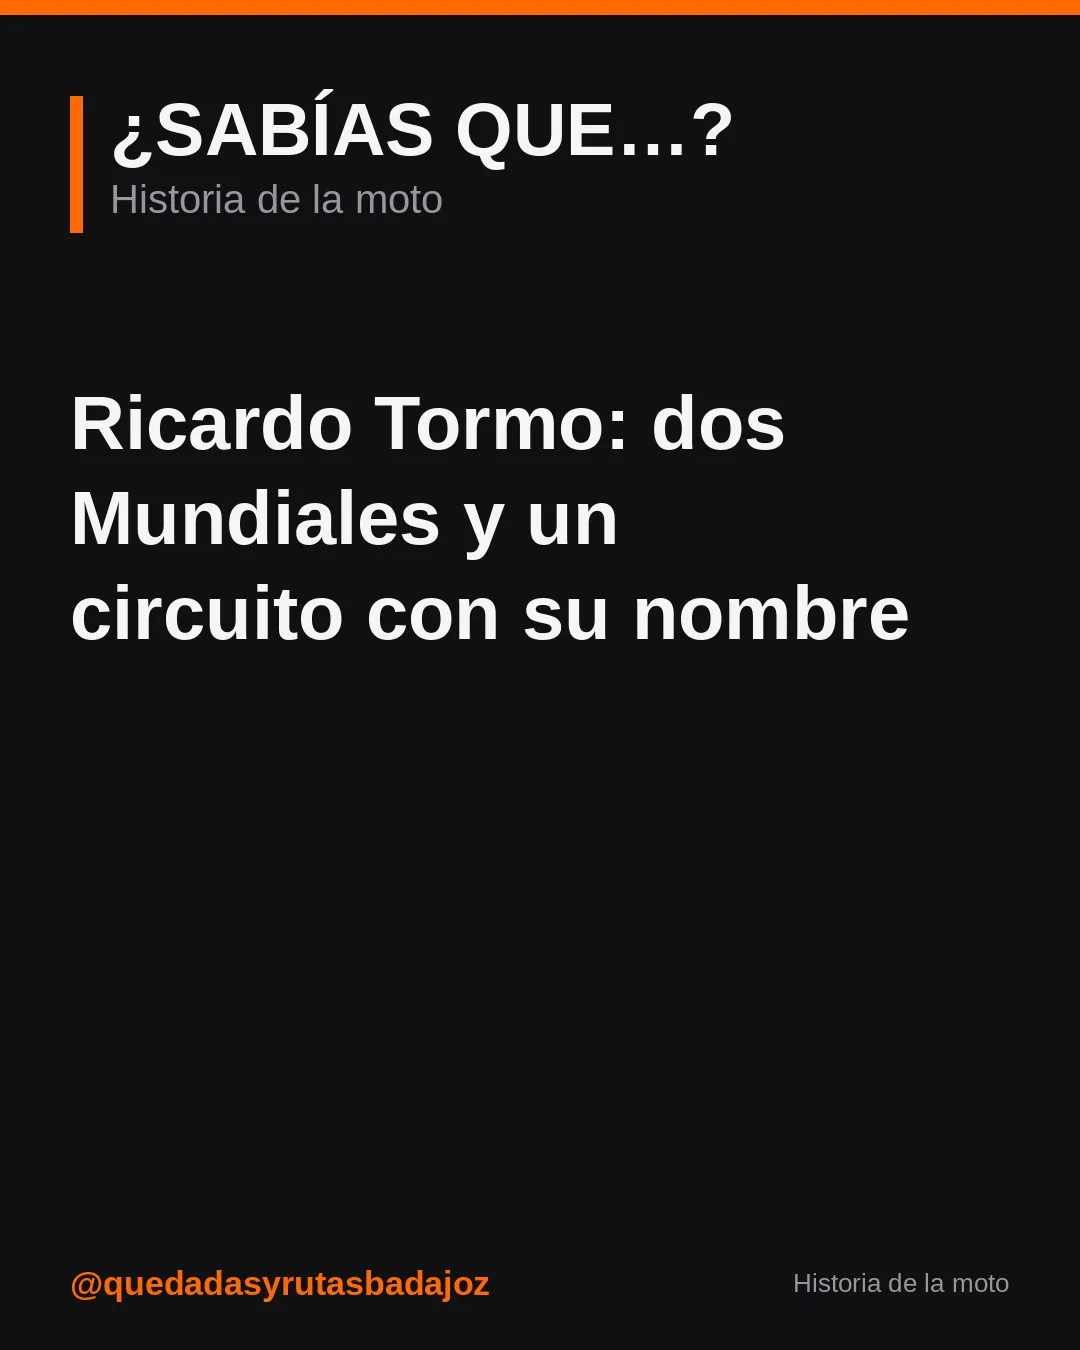 ¿SABÍAS QUE...?
Historia de la moto
Ricardo Tormo: dos
Mundiales y un
circuito con su nombre
@quedadasyrutasbadajoz
Historia de la moto